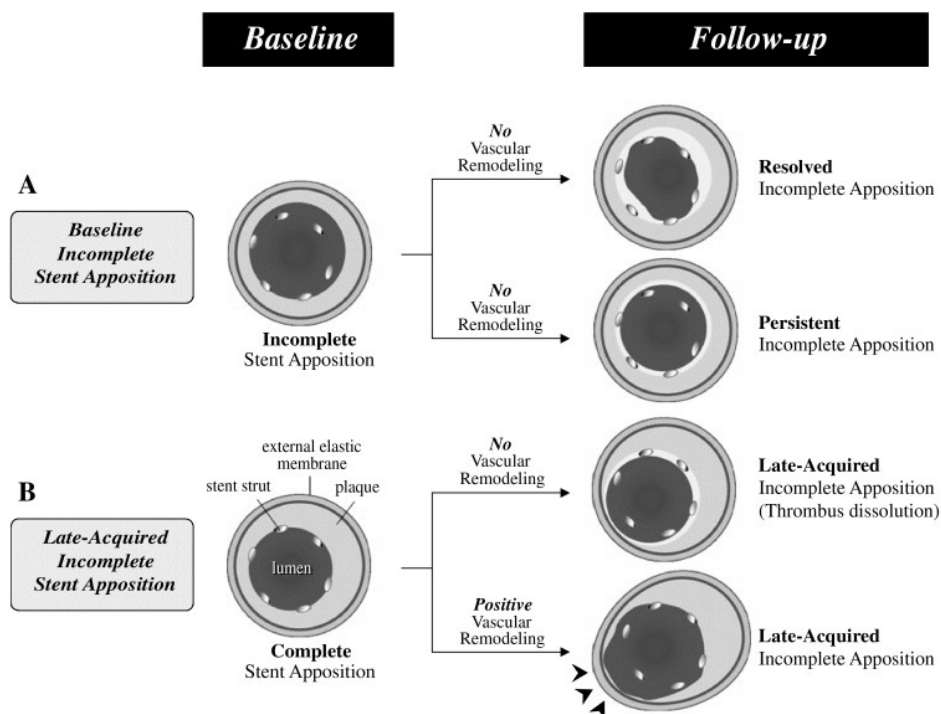 Baseline
Follow-up
A
Baseline
Incomplete
Stent Apposition
Incomplete
Stent Apposition
No
Vascular
Remodeling
Resolved
Incomplete Apposition
No
Vascular
Remodeling
Persistent
Incomplete Apposition
B
Late-Acquired
Incomplete
Stent Apposition
external elastic
membrane
stent strut
plaque
lumen
Complete
Stent Apposition
No
Vascular
Remodeling
Late-Acquired
Incomplete Apposition
(Thrombus dissolution)
Positive
Vascular
Remodeling
Late-Acquired
Incomplete Apposition